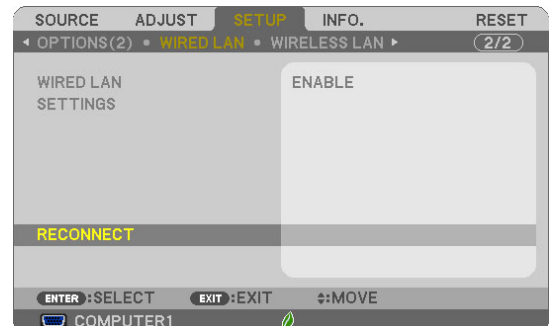 SOURCE ADJUST SETUP INFO. RESET
OPTIONS(2) • WIRED LAN • WIRELESS LAN 2/2
WIRED LAN ENABLE
SETTINGS
RECONNECT
ENTER :SELECT EXIT :EXIT :MOVE
COMPUTER1